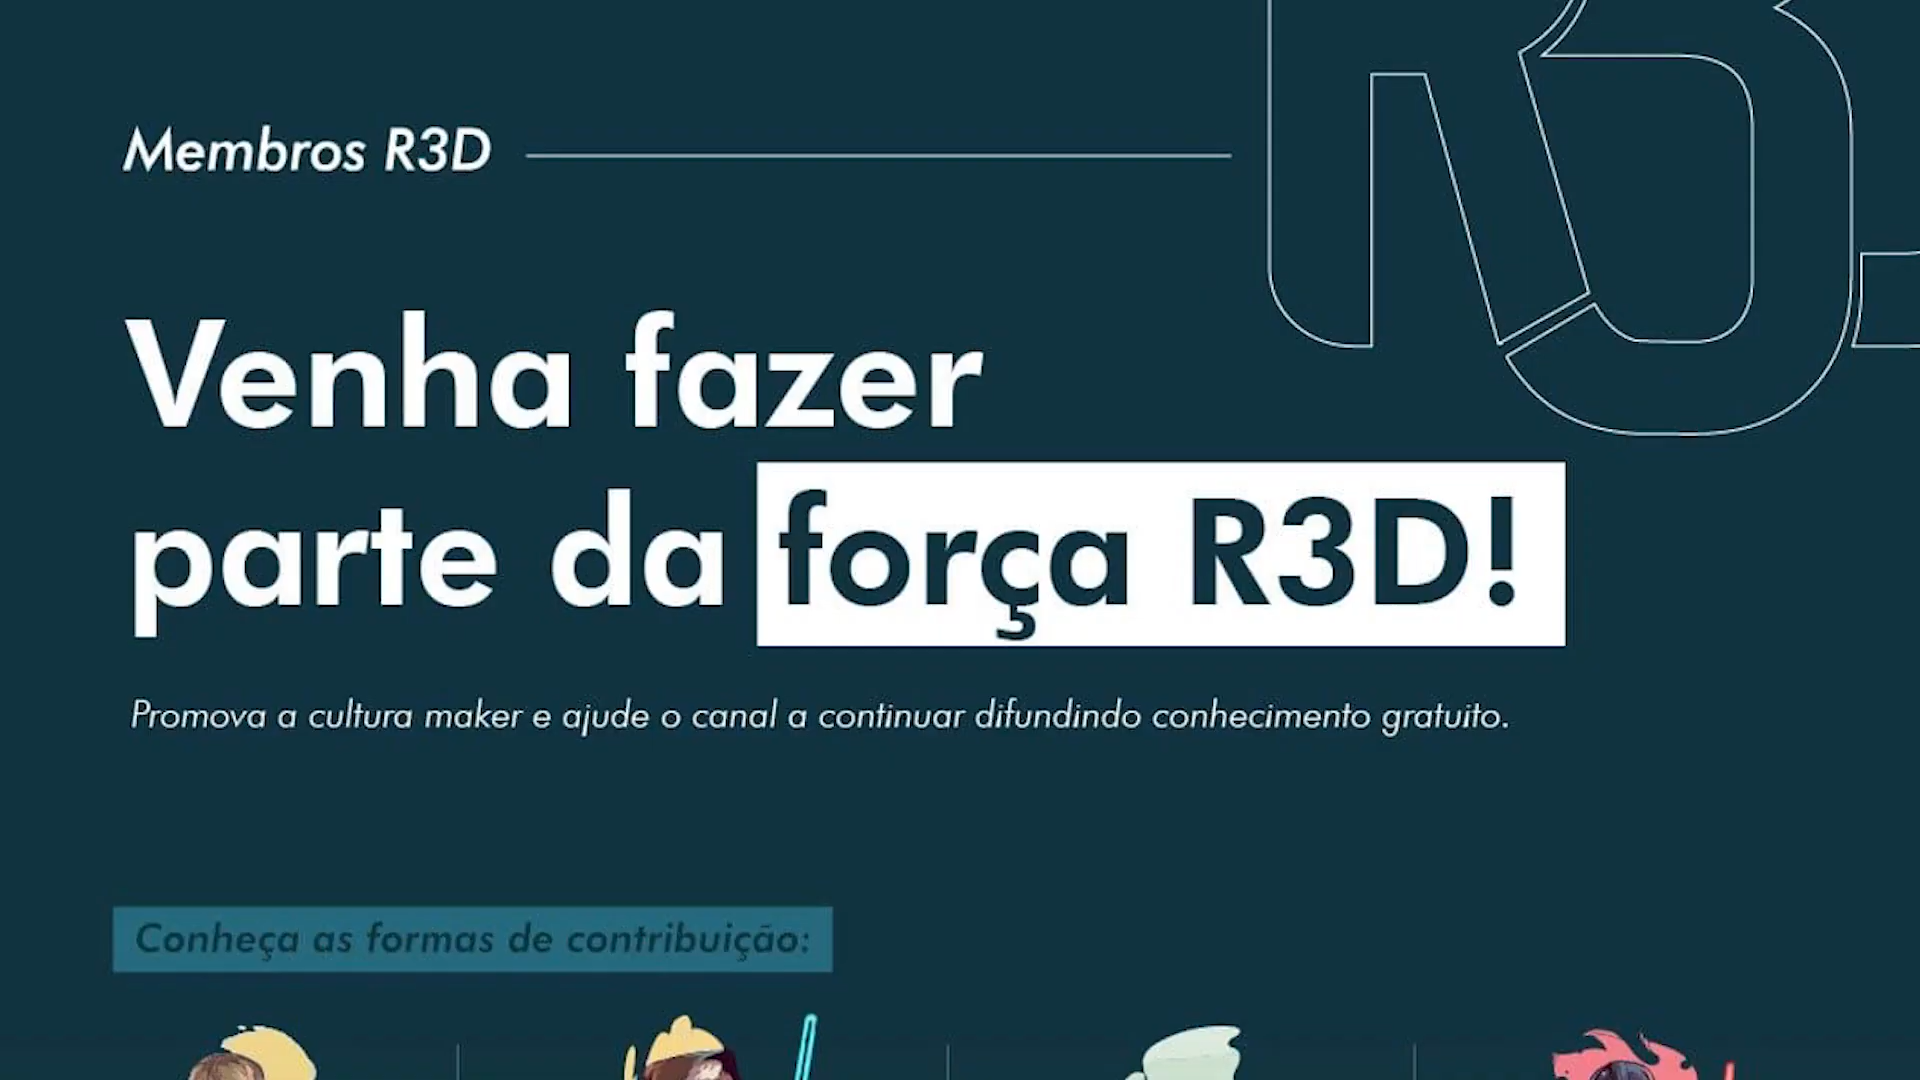 Membros R3D
Venha fazer
parte da força R3D!
Promova a cultura maker e ajude o canal a continuar difundindo conhecimento gratuito.
Conheça as formas de contribuição: